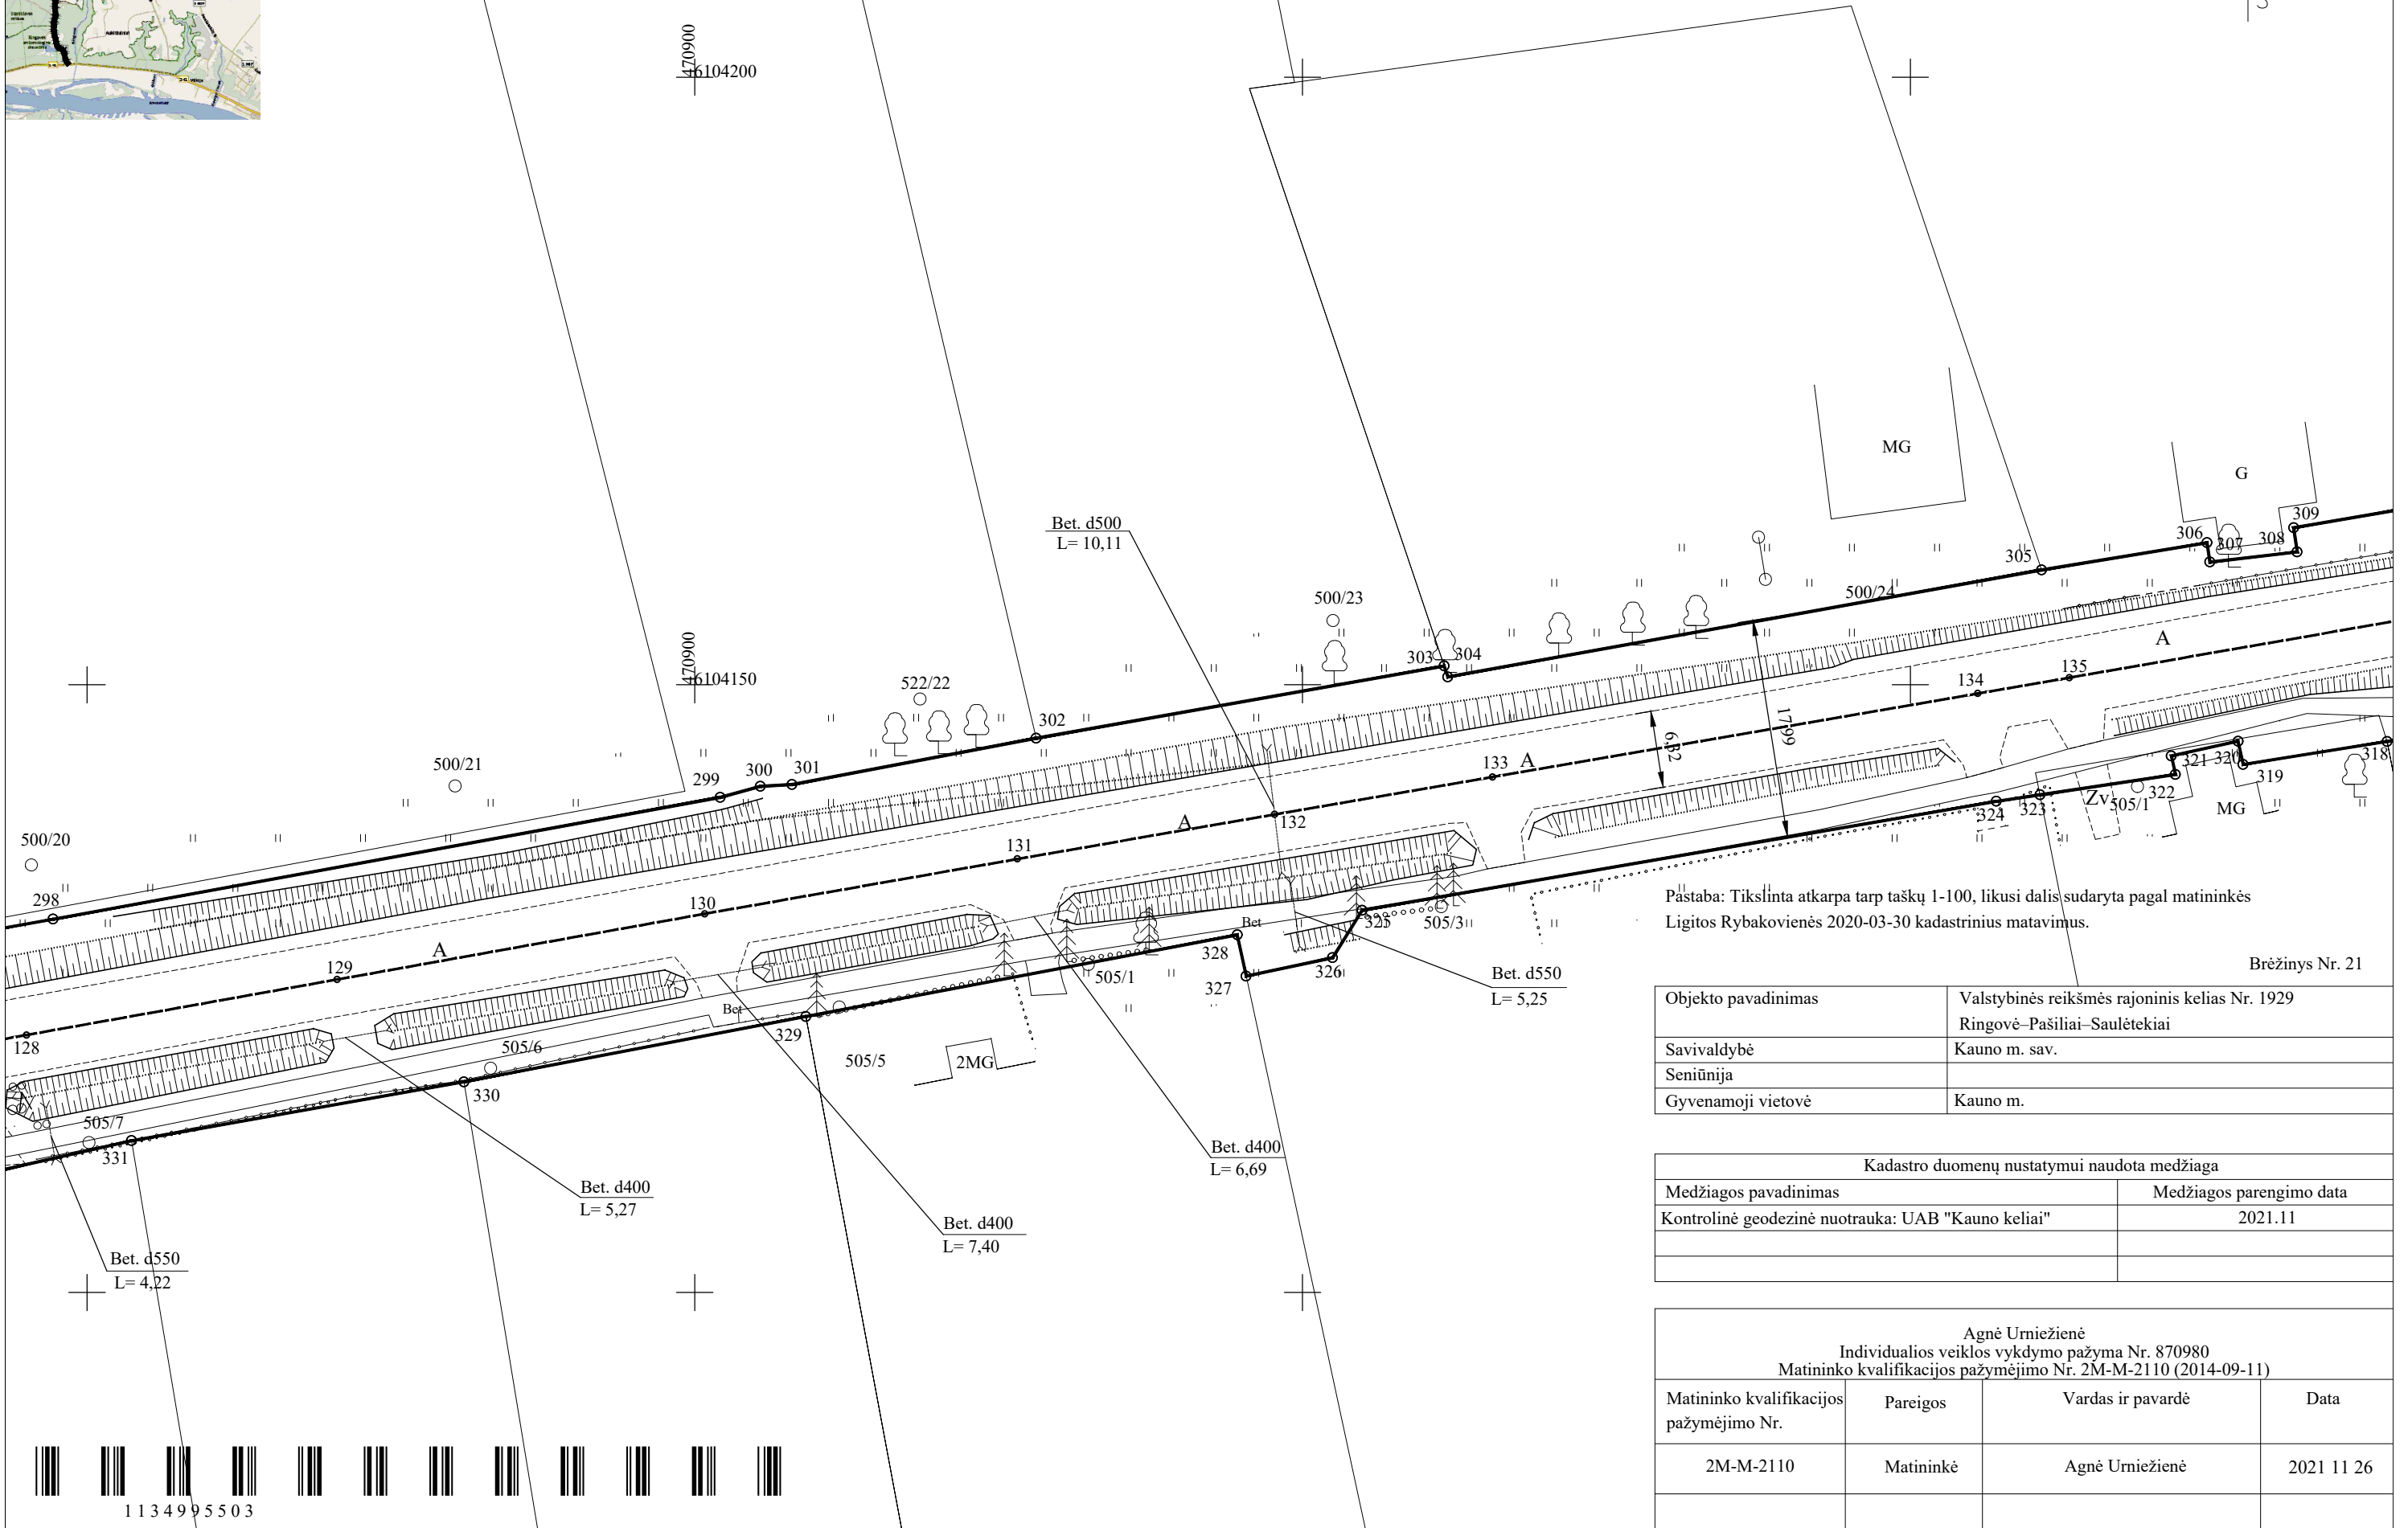 470900
46104200
MG
G
309
306
307
308
305
Bet. d500
L= 10,11
500/24
500/23
A
303
304
470900
46104150
522/22
134
135
302
17,99
6,32
500/21
133
A
299
300
301
321
320
319
318
132
A
322
Zv
505/1
MG
324
323
500/20
131
298
130
325
505/3
Bet
328
326
327
A
129
505/1
Bet. d550
L= 5,25
Bet
329
128
505/6
505/5
2MG
330
505/7
331
Bet. d400
L= 6,69
Bet. d400
L= 5,27
Bet. d400
L= 7,40
Bet. d550
L= 4,22
Pastaba: Tikslinta atkarpa tarp taškų 1-100, likusi dalis sudaryta pagal matininkės
Ligitos Rybakovienės 2020-03-30 kadastrinius matavimus.
Brėžinys Nr. 21
Objekto pavadinimas
Valstybinės reikšmės rajoninis kelias Nr. 1929
Ringovė–Pašiliai–Saulėtekiai
Savivaldybė
Kauno m. sav.
Seniūnija
Gyvenamoji vietovė
Kauno m.
Kadastro duomenų nustatymui naudota medžiaga
Medžiagos pavadinimas
Medžiagos parengimo data
Kontrolinė geodezinė nuotrauka: UAB "Kauno keliai"
2021.11
Agnė Urniežienė
Individualios veiklos vykdymo pažyma Nr. 870980
Matininko kvalifikacijos pažymėjimo Nr. 2M-M-2110 (2014-09-11)
Matininko kvalifikacijos
pažymėjimo Nr.
Pareigos
Vardas ir pavardė
Data
2M-M-2110
Matininkė
Agnė Urniežienė
2021 11 26
1134995503